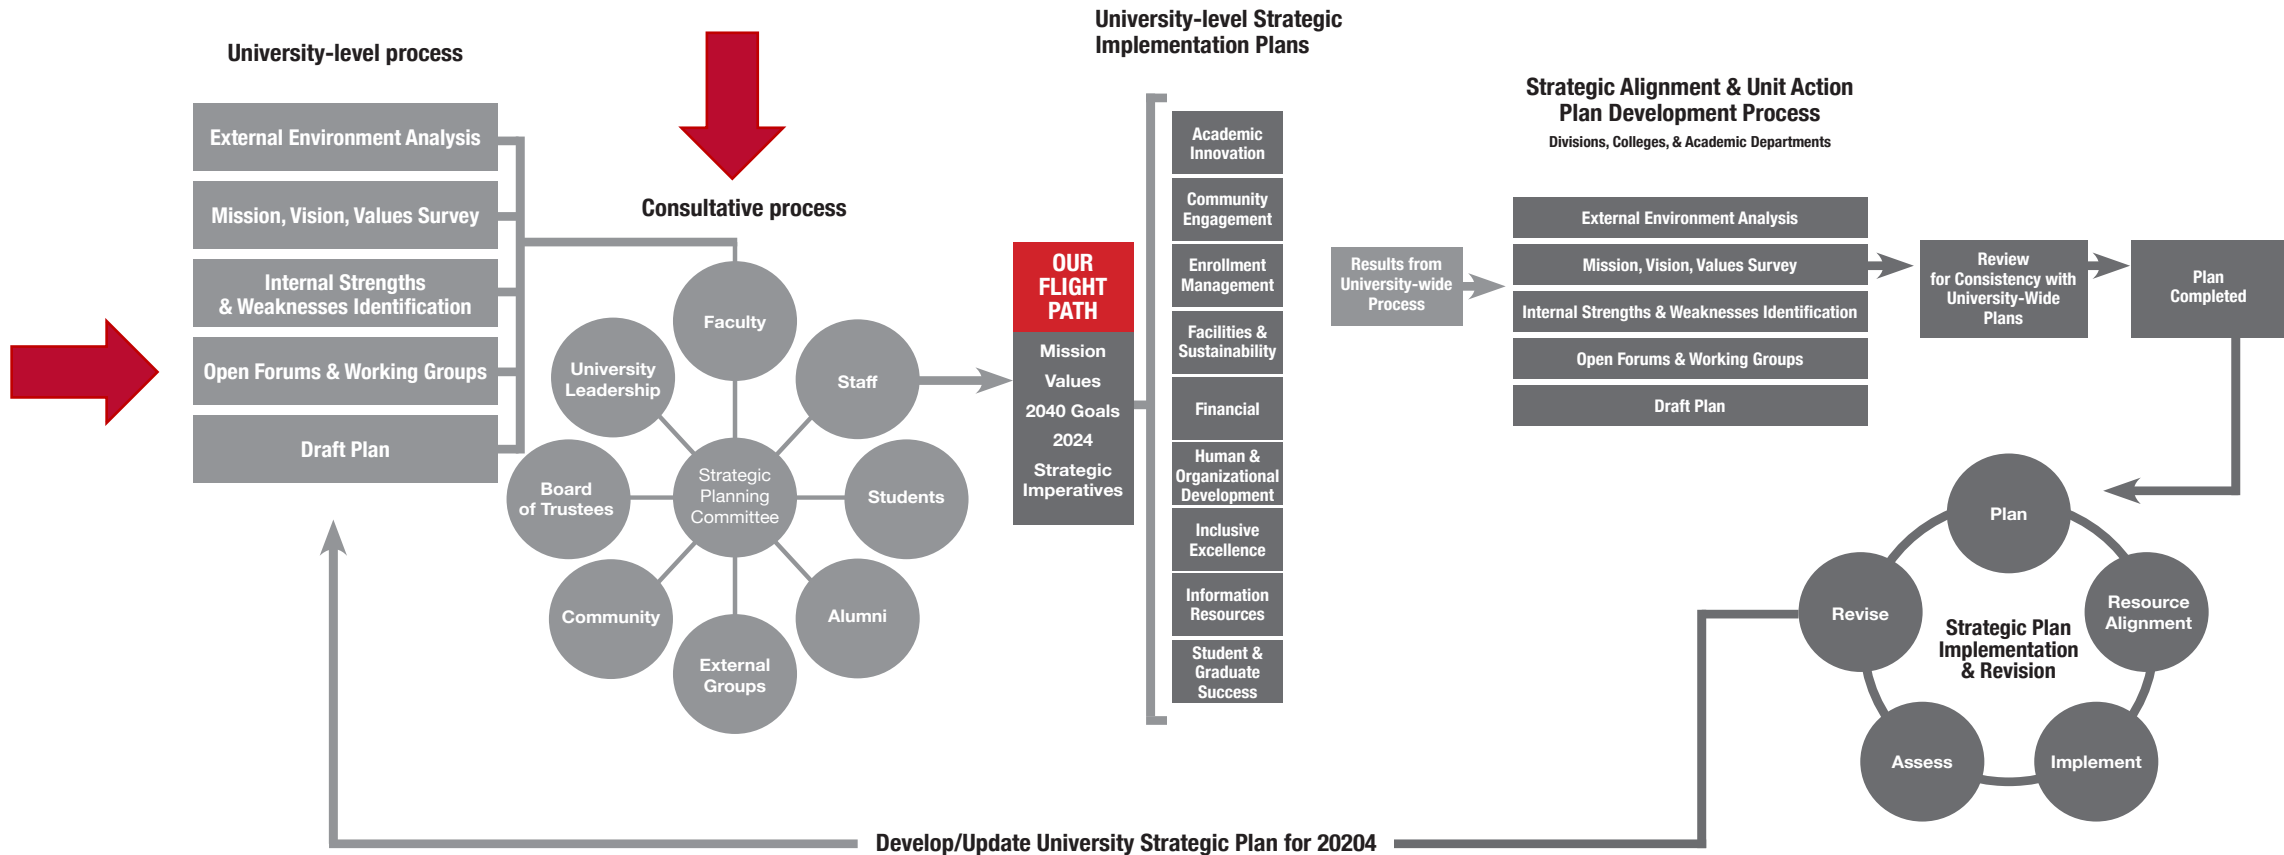 University-level process
External Environment Analysis
Mission, Vision, Values Survey
Internal Strengths
& Weaknesses Identification
Open Forums & Working Groups
Draft Plan
Consultative process
Faculty
Staff
Students
Alumni
External
Groups
Community
Board
of Trustees
University
Leadership
Strategic
Planning
Committee
OUR
FLIGHT
PATH
Mission
Values
2040 Goals
2024
Strategic
Imperatives
University-level Strategic
Implementation Plans
Academic
Innovation
Community
Engagement
Enrollment
Management
Facilities &
Sustainability
Financial
Human &
Organizational
Development
Inclusive
Excellence
Information
Resources
Student &
Graduate
Success
Results from
University-wide
Process
Strategic Alignment & Unit Action
Plan Development Process
Divisions, Colleges, & Academic Departments
External Environment Analysis
Mission, Vision, Values Survey
Internal Strengths & Weaknesses Identification
Open Forums & Working Groups
Draft Plan
Review
for Consistency with
University-Wide
Plans
Plan
Completed
Plan
Resource
Alignment
Implement
Assess
Revise
Strategic Plan
Implementation
& Revision
Develop/Update University Strategic Plan for 20204